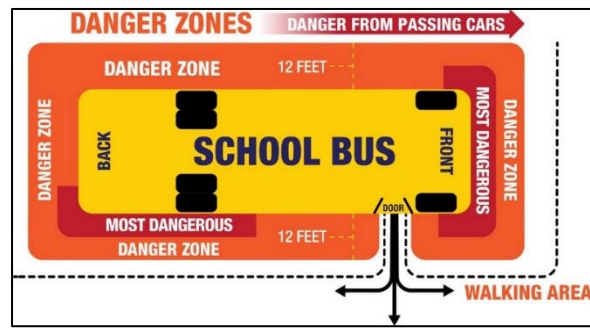 DANGER ZONES
DANGER FROM PASSING CARS
DANGER ZONE
12 FEET
DANGER ZONE
BACK
SCHOOL BUS
FRONT
MOST DANGEROUS
DANGER ZONE
DOOR
MOST DANGEROUS
12 FEET
DANGER ZONE
WALKING AREA